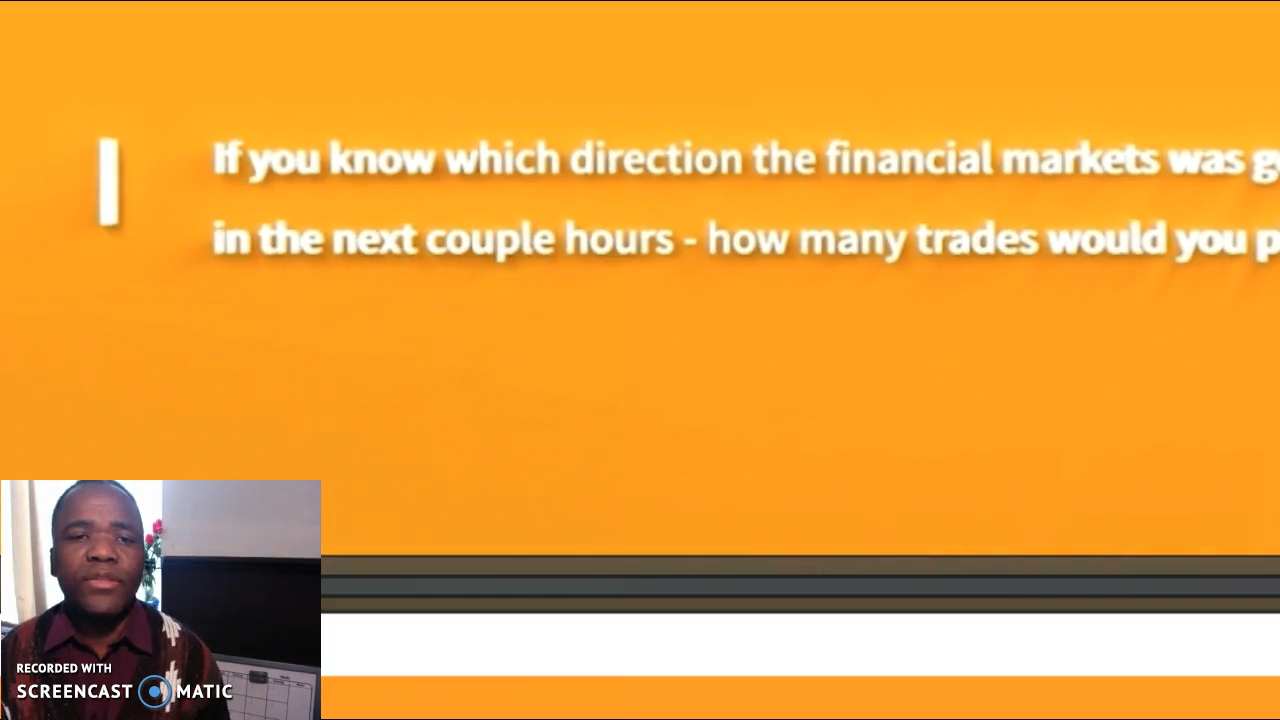 If you know which direction the financial markets was
in the next couple hours - how many trades would you
RECORDED WITH
SCREENCAST MATIC